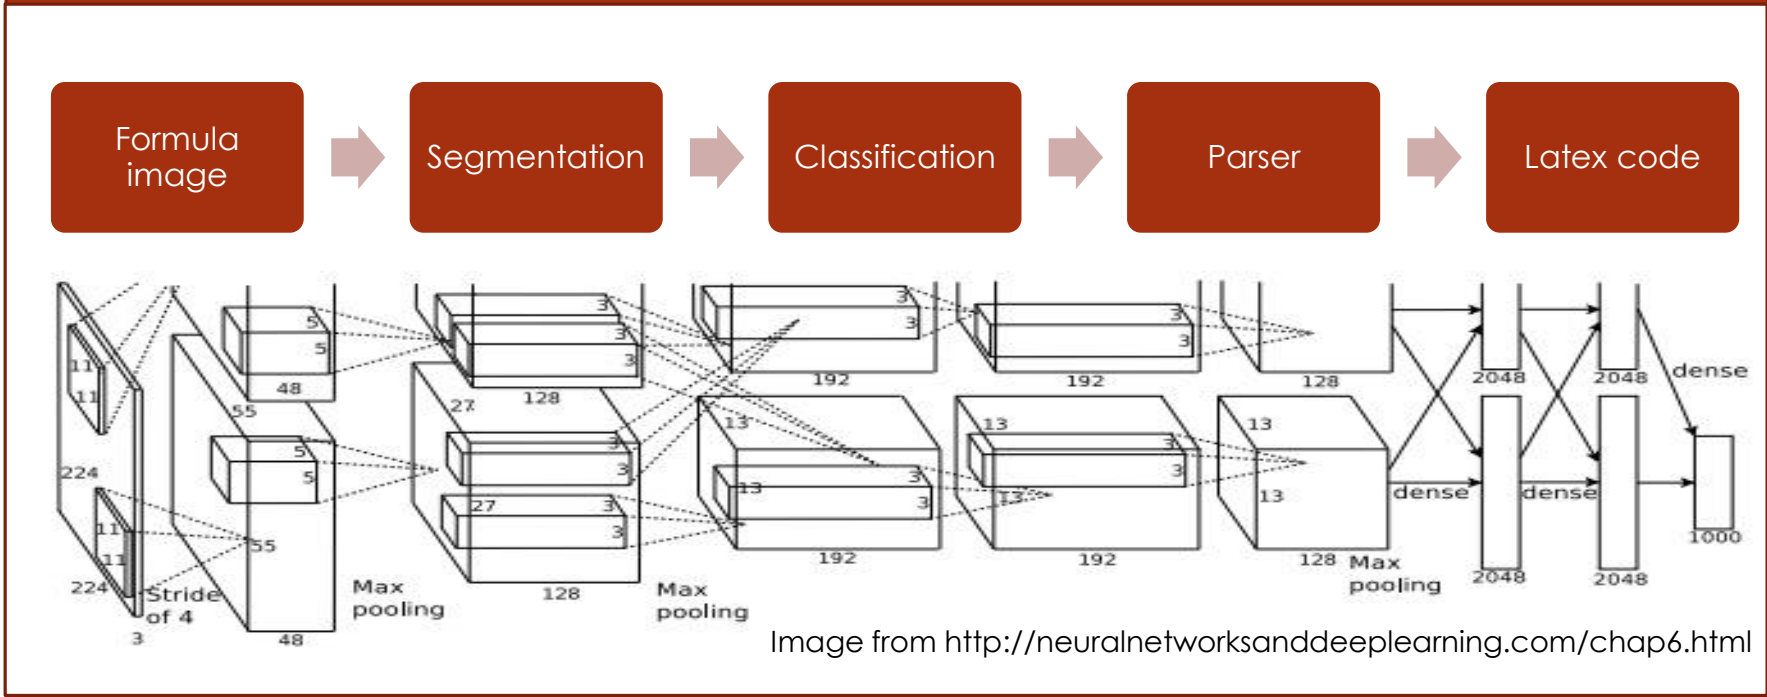 Formula
image
Segmentation
Classification
Parser
Latex code
5
5
48
3
3
3
3
128
3
3
192
3
3
192
128
2048
2048
dense
11
11
224
55
5
5
55
48
27
3
3
27
3
3
128
13
13
3
3
192
13
13
3
3
192
13
13
128
dense
dense
2048
2048
1000
11
11
224
3
Stride
of 4
Max
pooling
Max
pooling
Max
pooling
Image from http://neuralnetworksanddeeplearning.com/chap6.html